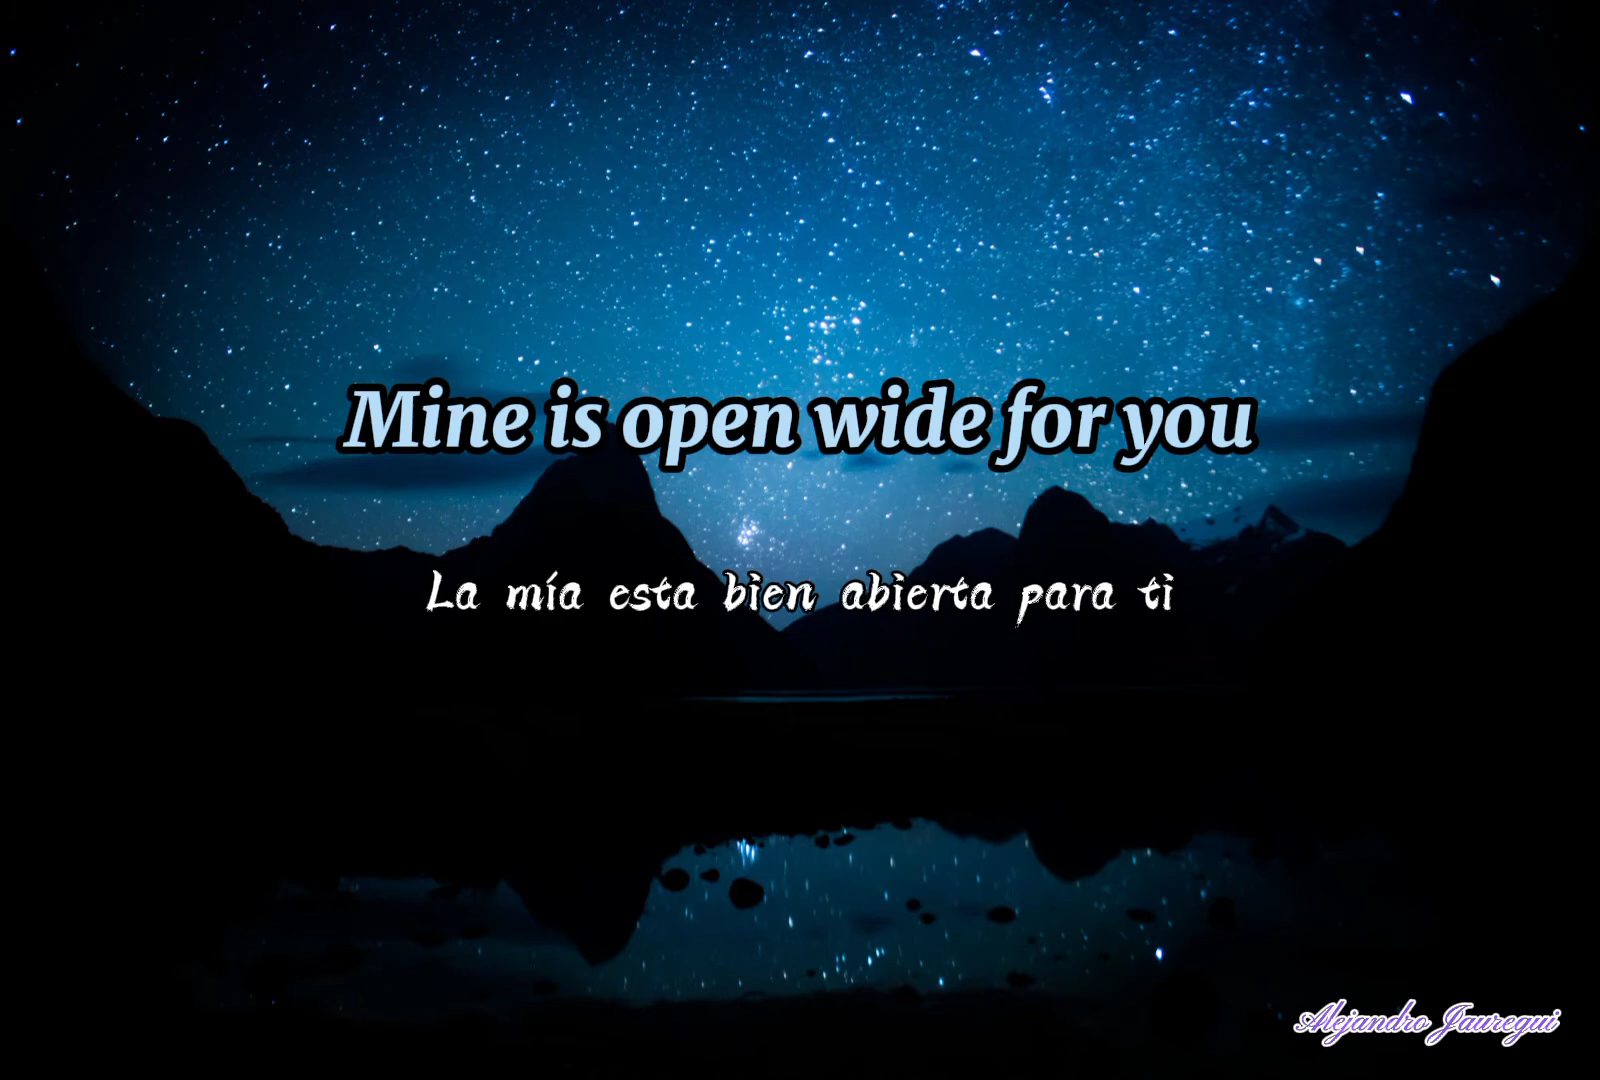 Mine is open wide for you
La mía esta bien abierta para ti
Alejandro Jauregui